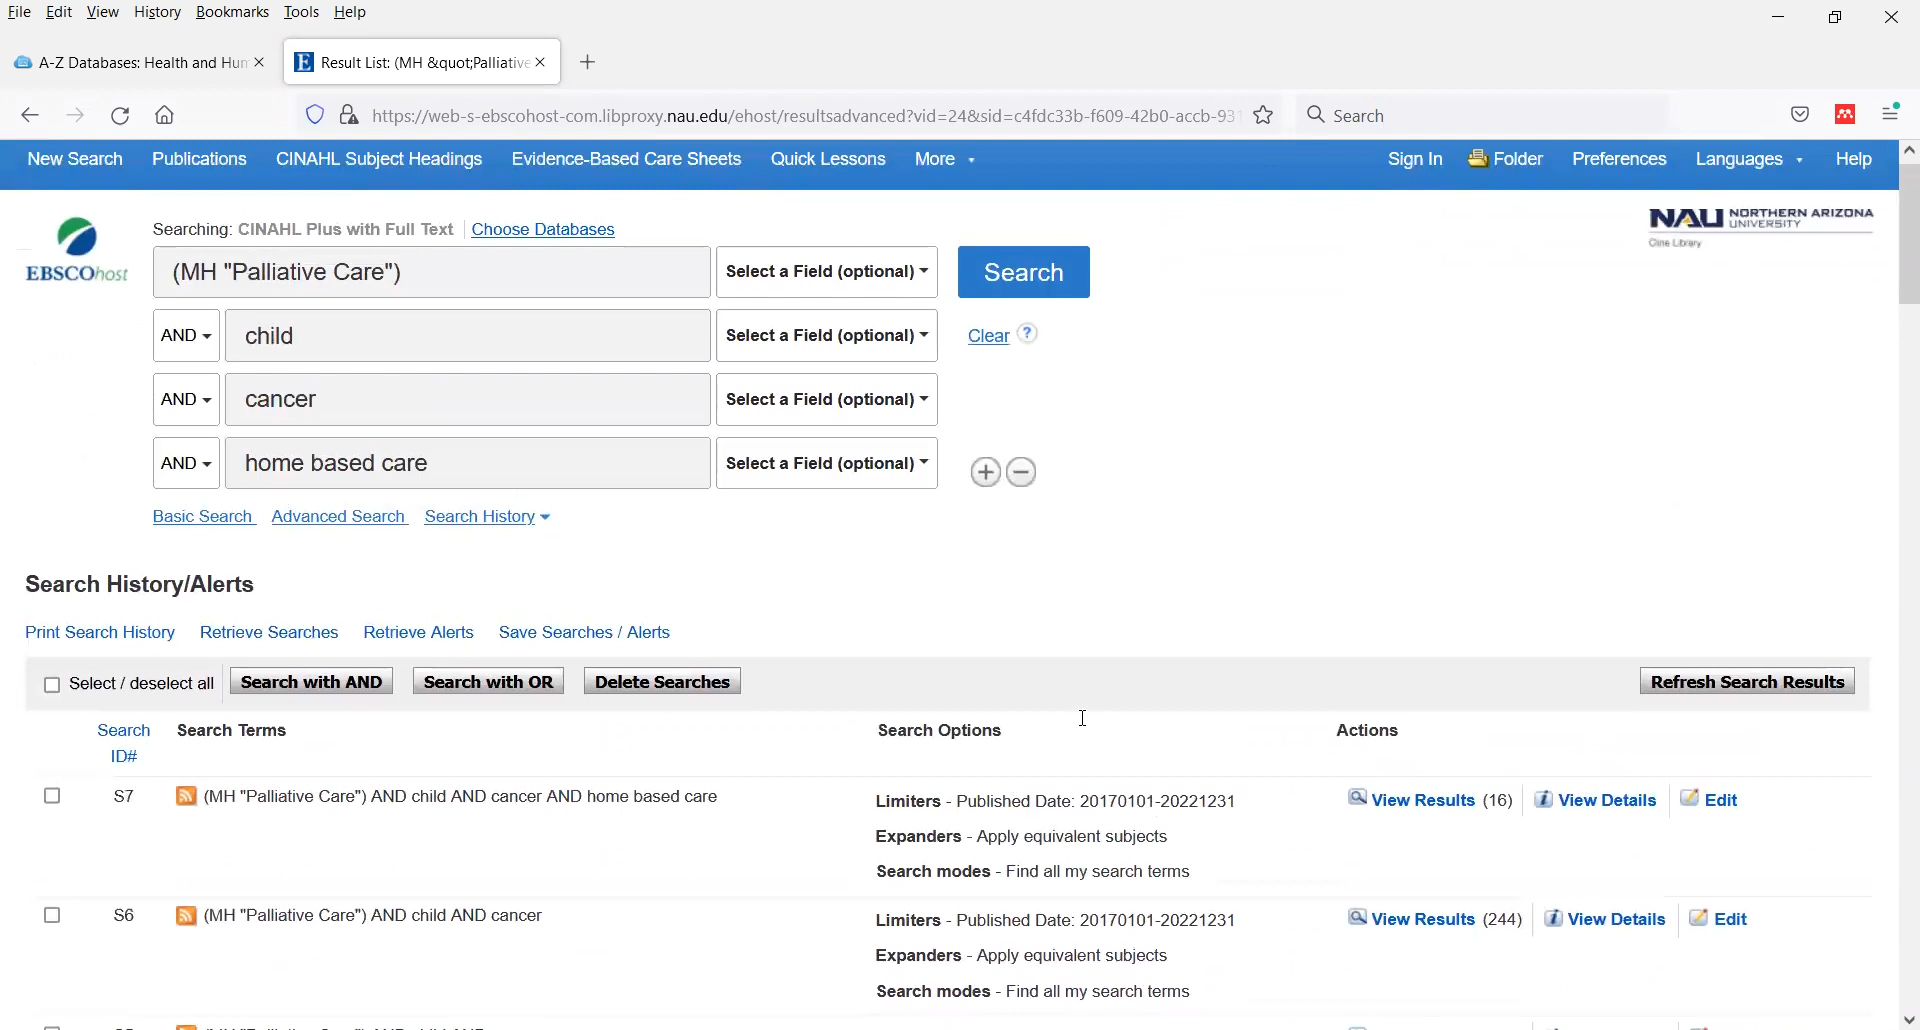 File Edit View History Bookmarks Tools Help
A-Z Databases: Health and Hum
Result List: (MH &quot;Palliative
https://web-s-ebscohost-com.libproxy.nau.edu/ehost/resultsadvanced?vid=24&sid=c4fdc33b-f609-42b0-accb-931
Search
New Search Publications CINAHL Subject Headings Evidence-Based Care Sheets Quick Lessons More Sign In Folder Preferences Languages Help
EBSCOhost
Searching: CINAHL Plus with Full Text Choose Databases
NAU NORTHERN ARIZONA UNIVERSITY
Cline Library
(MH "Palliative Care") Select a Field (optional) Search
AND child Select a Field (optional) Clear ?
AND cancer Select a Field (optional)
AND home based care Select a Field (optional)
Basic Search Advanced Search Search History
Search History/Alerts
Print Search History Retrieve Searches Retrieve Alerts Save Searches / Alerts
Select / deselect all Search with AND Search with OR Delete Searches Refresh Search Results
Search ID# Search Terms Search Options Actions
S7 (MH "Palliative Care") AND child AND cancer AND home based care
Limiters - Published Date: 20170101-20221231
Expanders - Apply equivalent subjects
Search modes - Find all my search terms
View Results (16) View Details Edit
S6 (MH "Palliative Care") AND child AND cancer
Limiters - Published Date: 20170101-20221231
Expanders - Apply equivalent subjects
Search modes - Find all my search terms
View Results (244) View Details Edit